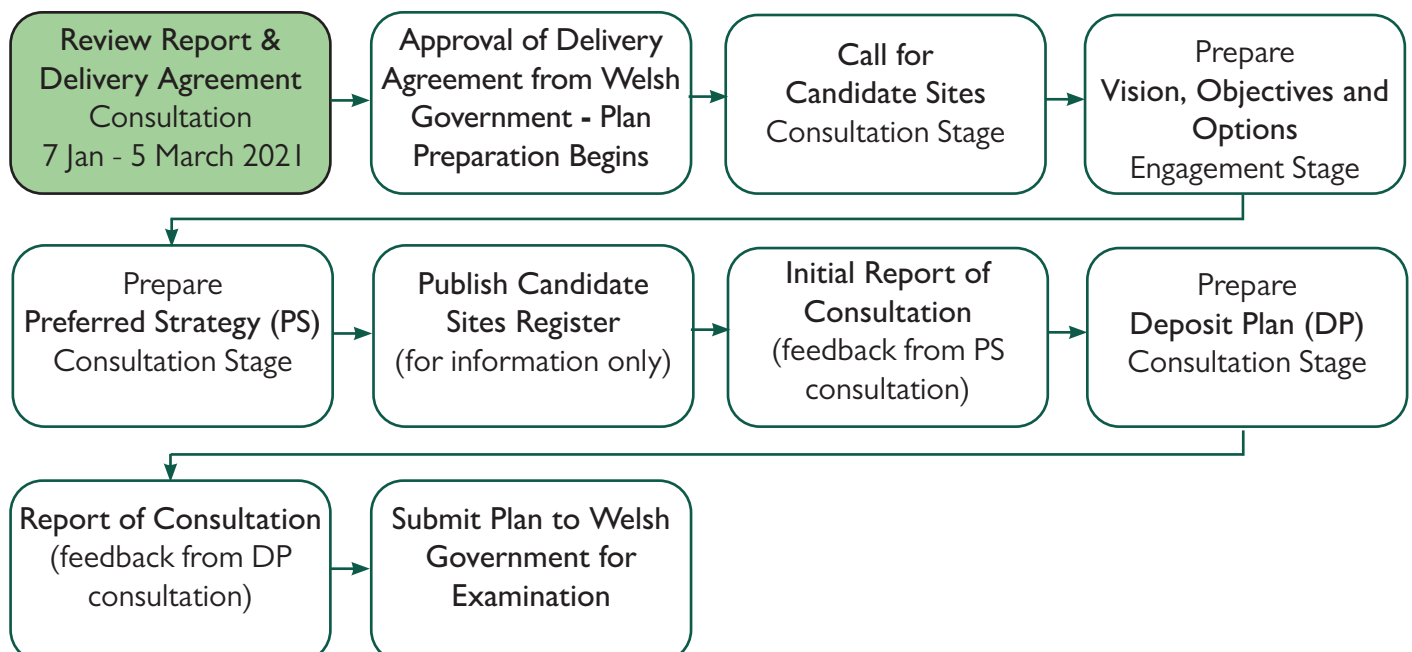 Review Report &
Delivery Agreement
Consultation
7 Jan - 5 March 2021
Approval of Delivery
Agreement from Welsh
Government - Plan
Preparation Begins
Call for
Candidate Sites
Consultation Stage
Prepare
Vision, Objectives and
Options
Engagement Stage
Prepare
Preferred Strategy (PS)
Consultation Stage
Publish Candidate
Sites Register
(for information only)
Initial Report of
Consultation
(feedback from PS
consultation)
Prepare
Deposit Plan (DP)
Consultation Stage
Report of Consultation
(feedback from DP
consultation)
Submit Plan to Welsh
Government for
Examination